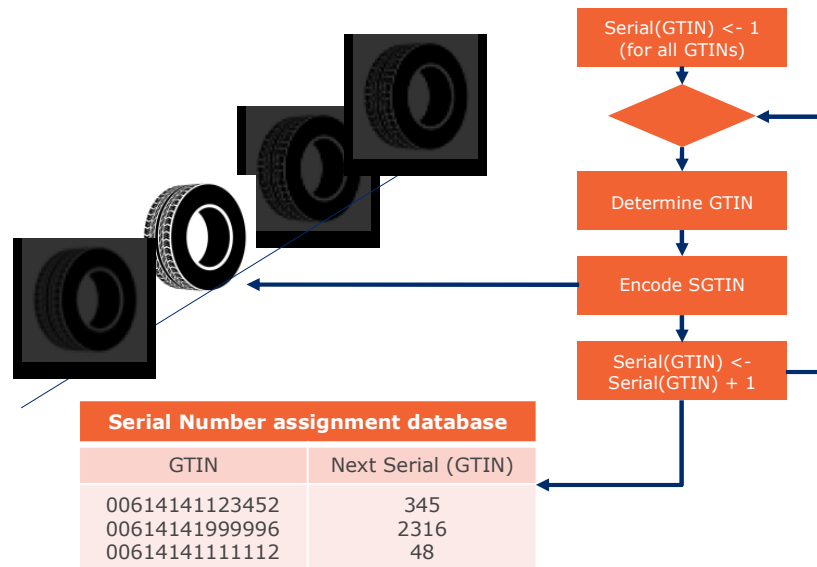 Serial(GTIN) <- 1
(for all GTINs)
Determine GTIN
Encode SGTIN
Serial(GTIN) <-
Serial(GTIN) + 1
Serial Number assignment database
GTIN Next Serial (GTIN)
00614141123452 345
00614141999996 2316
00614141111112 48